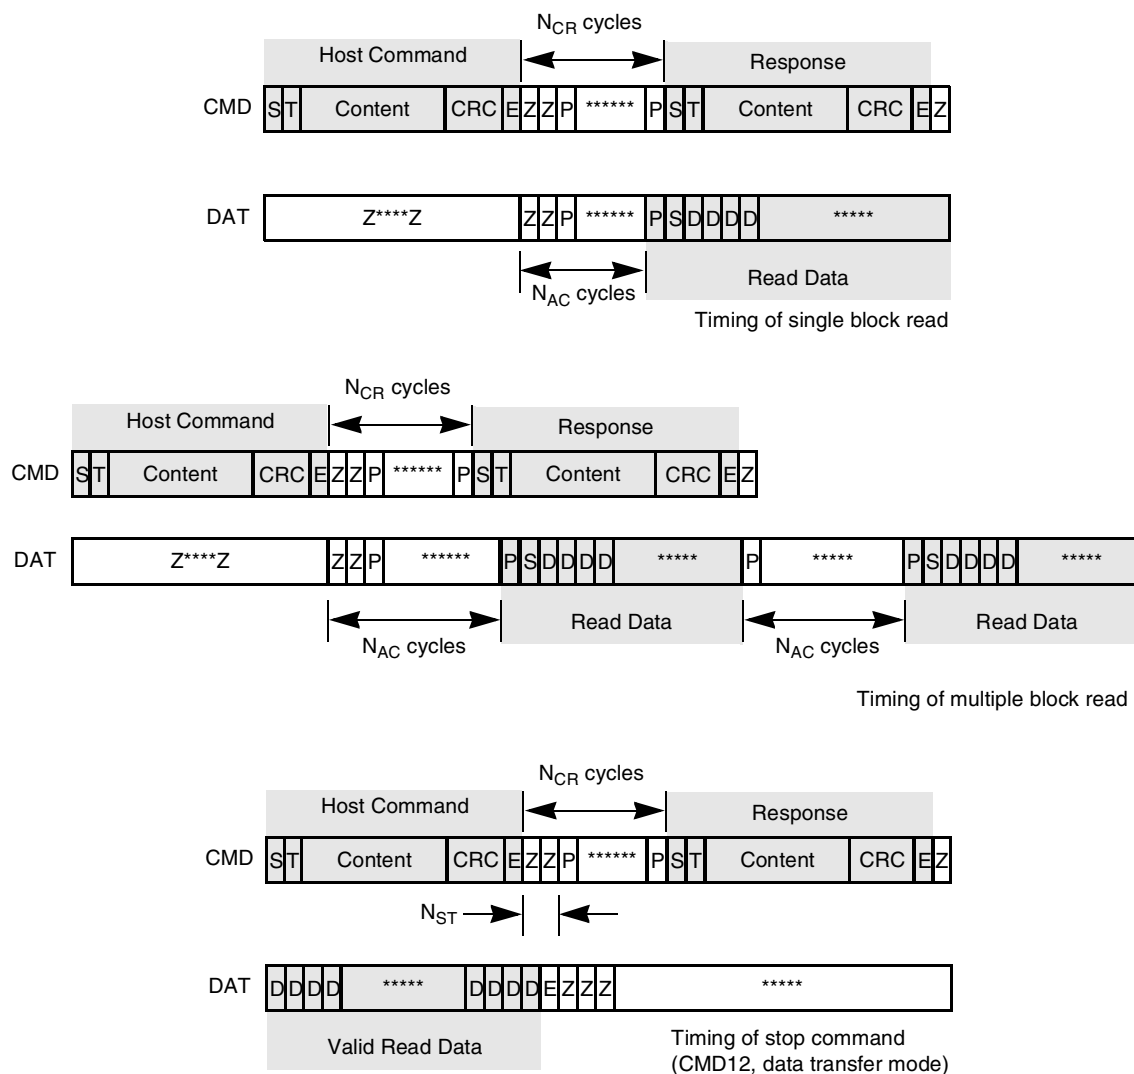 N_CR cycles
Host Command Response
CMD S T Content CRC E Z Z P ****** P S T Content CRC E Z
DAT Z****Z Z Z P ****** P S D D D D *****
N_AC cycles Read Data
Timing of single block read
N_CR cycles
Host Command Response
CMD S T Content CRC E Z Z P ****** P S T Content CRC E Z
DAT Z****Z Z Z P ****** P S D D D D ***** P ***** P S D D D D *****
N_AC cycles Read Data N_AC cycles Read Data
Timing of multiple block read
N_CR cycles
Host Command Response
CMD S T Content CRC E Z Z P ****** P S T Content CRC E Z
N_ST
DAT D D D D ***** D D D D E Z Z Z *****
Valid Read Data
Timing of stop command
(CMD12, data transfer mode)